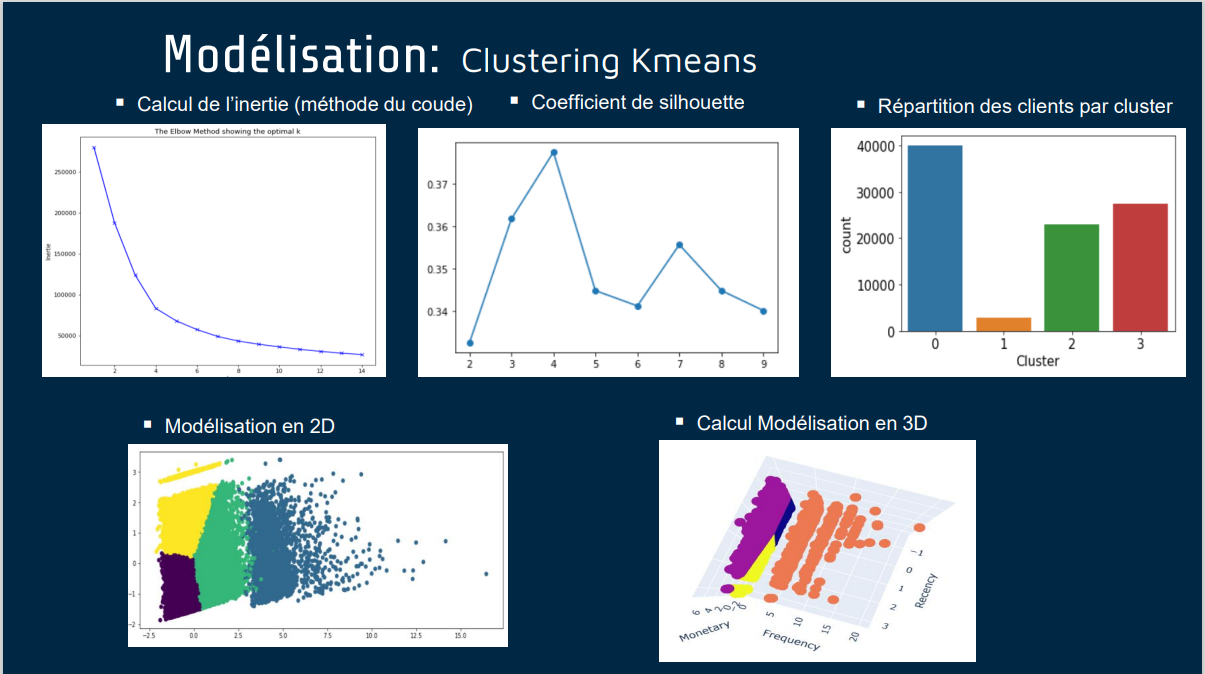 Modélisation: Clustering Kmeans
▪ Calcul de l'inertie (méthode du coude)
▪ Coefficient de silhouette
▪ Répartition des clients par cluster
The Elbow Method showing the optimal k
Inertie
250000
200000
150000
100000
50000
2 4 6 8 10 12 14
0.37
0.36
0.35
0.34
2 3 4 5 6 7 8 9
count
40000
30000
20000
10000
0
0 1 2 3
Cluster
▪ Modélisation en 2D
▪ Calcul Modélisation en 3D
3
2
1
0
−1
−2
−2.5 0.0 2.5 5.0 7.5 10.0 12.5 15.0
6 4 2 0 −2
Monetary
0 5 10 15 20
Frequency
−1
0
1
2
3
Recency